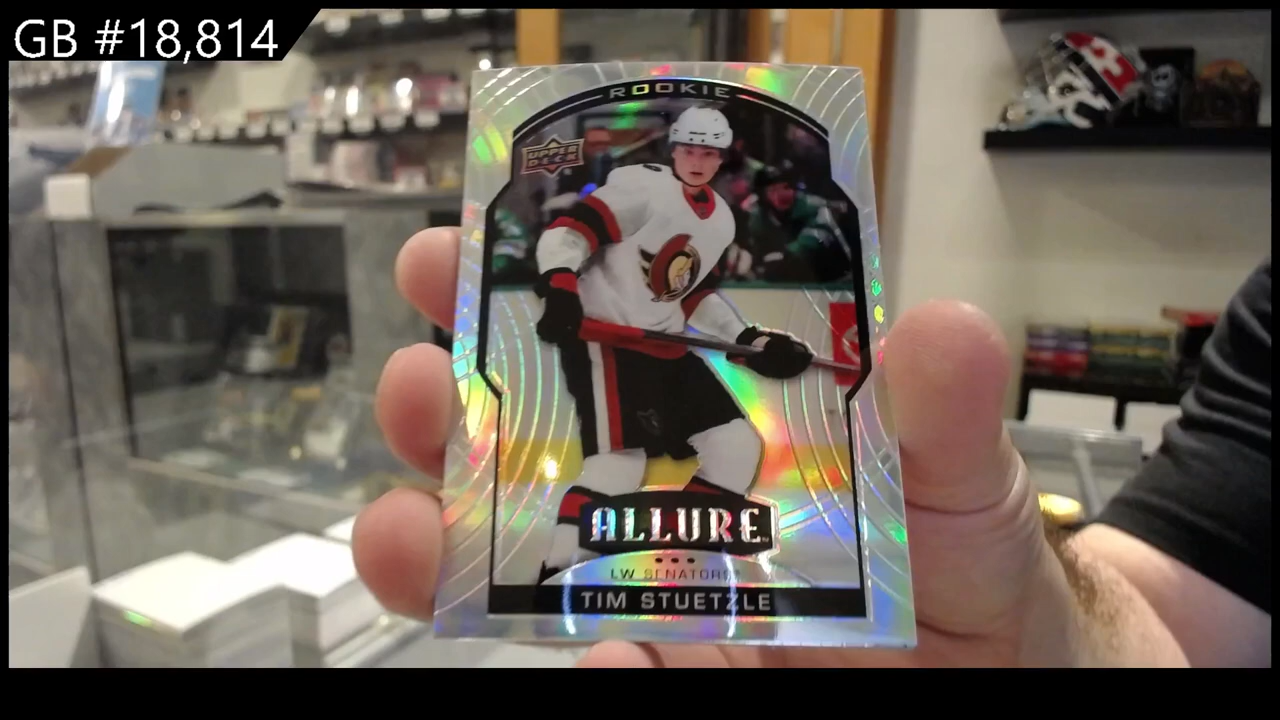 GB #18,814
ROOKIE
UPPER
DECK
ALLURE
LW SENATORS
TIM STUETZLE